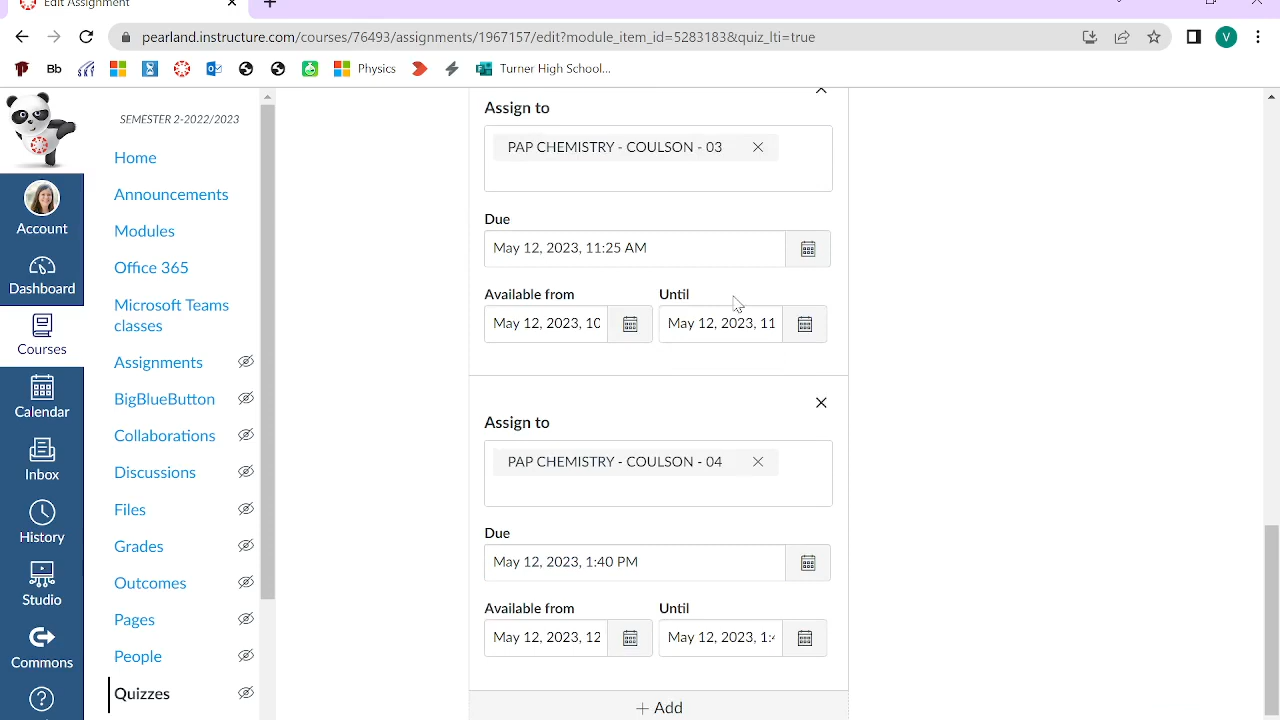 Edit Assignment
pearland.instructure.com/courses/76493/assignments/1967157/edit?module_item_id=5283183&quiz_lti=true
V
Bb
Physics
Turner High School...
SEMESTER 2-2022/2023
Home
Announcements
Modules
Office 365
Microsoft Teams
classes
Assignments
BigBlueButton
Collaborations
Discussions
Files
Grades
Outcomes
Pages
People
Quizzes
Account
Dashboard
Courses
Calendar
Inbox
History
Studio
Commons
Assign to
PAP CHEMISTRY - COULSON - 03
Due
May 12, 2023, 11:25 AM
Available from Until
May 12, 2023, 10 May 12, 2023, 11
Assign to
PAP CHEMISTRY - COULSON - 04
Due
May 12, 2023, 1:40 PM
Available from Until
May 12, 2023, 12 May 12, 2023, 1:4
+ Add